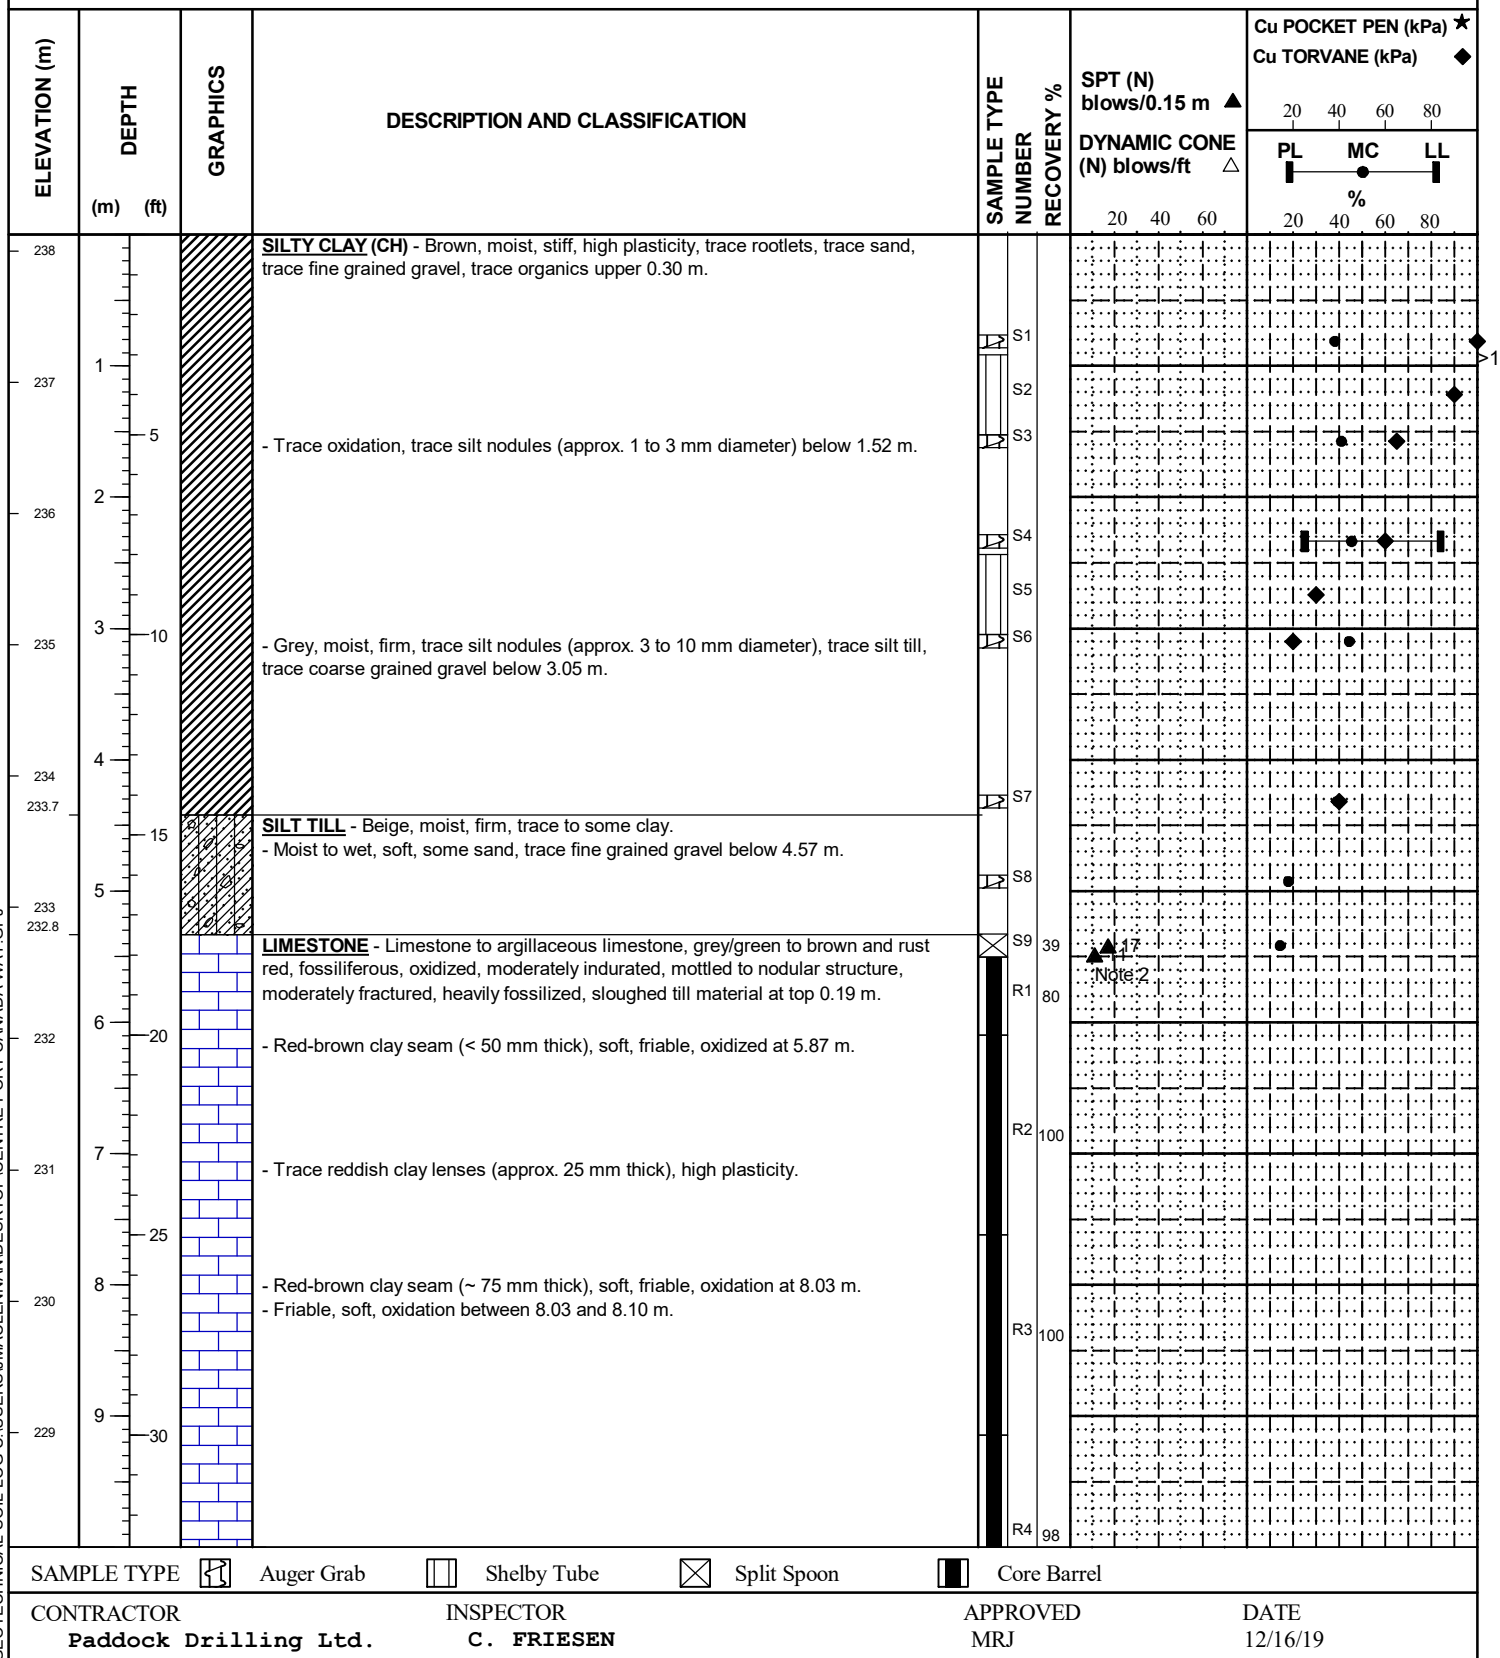 ELEVATION (m)
DEPTH
(m) (ft)
GRAPHICS
DESCRIPTION AND CLASSIFICATION
SAMPLE TYPE
NUMBER
RECOVERY %
SPT (N)
blows/0.15 m
DYNAMIC CONE
(N) blows/ft
20 40 60
Cu POCKET PEN (kPa)
Cu TORVANE (kPa)
20 40 60 80
PL MC LL
%
20 40 60 80
238
SILTY CLAY (CH) - Brown, moist, stiff, high plasticity, trace rootlets, trace sand,
trace fine grained gravel, trace organics upper 0.30 m.
S1
>1
1
237
S2
5
- Trace oxidation, trace silt nodules (approx. 1 to 3 mm diameter) below 1.52 m.
S3
2
236
S4
S5
3
10
235
- Grey, moist, firm, trace silt nodules (approx. 3 to 10 mm diameter), trace silt till,
trace coarse grained gravel below 3.05 m.
S6
4
234
233.7
S7
15
SILT TILL - Beige, moist, firm, trace to some clay.
- Moist to wet, soft, some sand, trace fine grained gravel below 4.57 m.
S8
5
233
232.8
LIMESTONE - Limestone to argillaceous limestone, grey/green to brown and rust
red, fossiliferous, oxidized, moderately indurated, mottled to nodular structure,
moderately fractured, heavily fossilized, sloughed till material at top 0.19 m.
S9 39
17
11
Note 2
R1 80
6
20
232
- Red-brown clay seam (< 50 mm thick), soft, friable, oxidized at 5.87 m.
R2 100
7
231
- Trace reddish clay lenses (approx. 25 mm thick), high plasticity.
25
8
230
- Red-brown clay seam (~ 75 mm thick), soft, friable, oxidation at 8.03 m.
- Friable, soft, oxidation between 8.03 and 8.10 m.
R3 100
9
229
30
R4 98
SAMPLE TYPE Auger Grab Shelby Tube Split Spoon Core Barrel
CONTRACTOR INSPECTOR APPROVED DATE
Paddock Drilling Ltd. C. FRIESEN MRJ 12/16/19